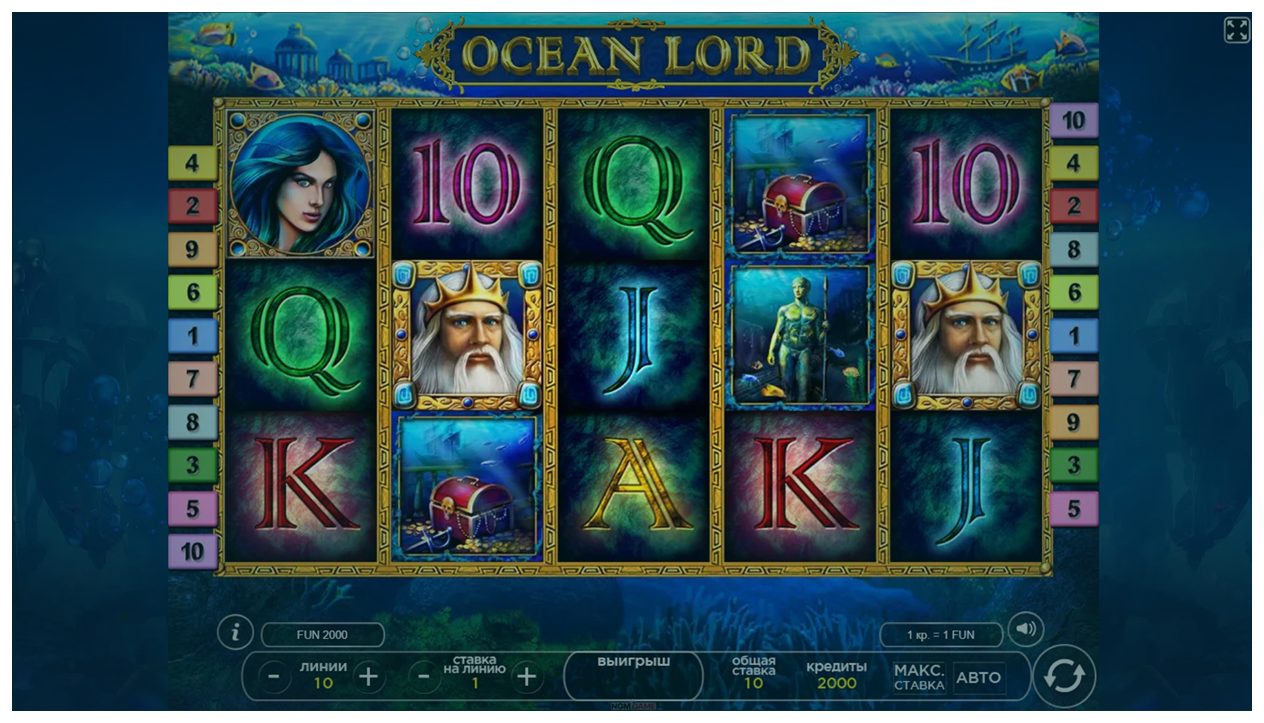 OCEAN LORD
10
4 10 Q 10 4
2 2
9 8
6 Q J 6
1 1
7 7
8 9
3 K A K J 3
5 5
10
FUN 2000 1 кр. = 1 FUN
- линии 10 + - ставка на линию 1 + выигрыш общая ставка 10 кредиты 2000 МАКС. СТАВКА АВТО